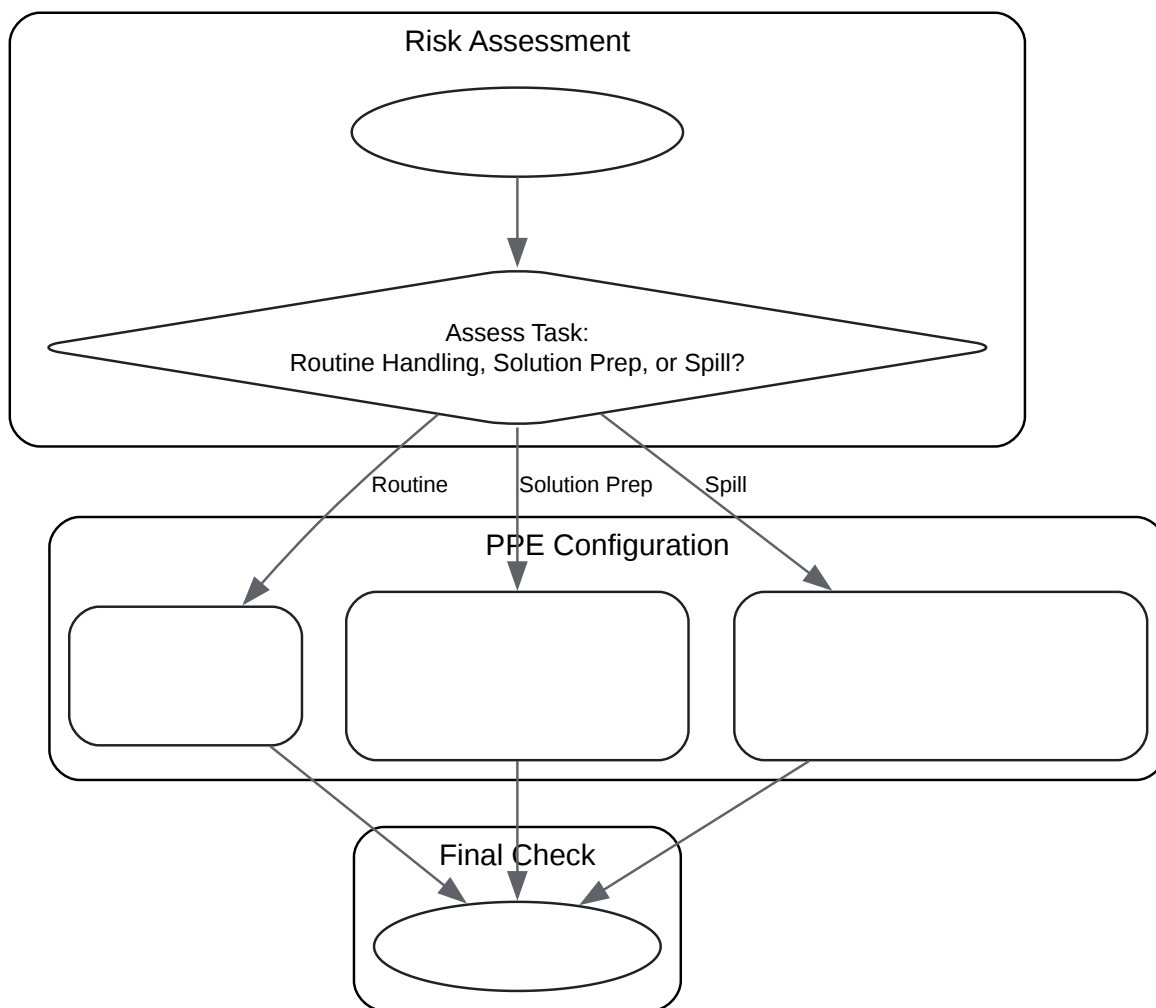 Risk Assessment
Assess Task:
Routine Handling, Solution Prep, or Spill?
Routine
Solution Prep
Spill
PPE Configuration
Final Check